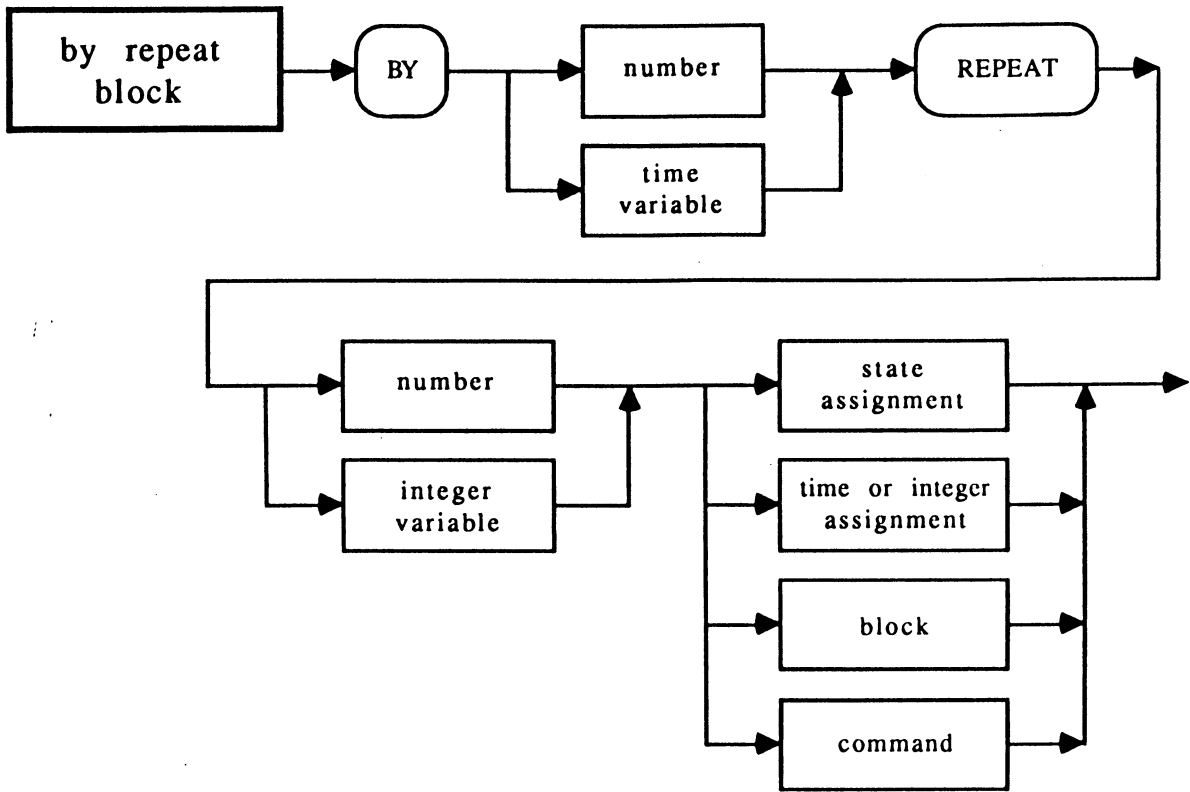 by repeat
block
BY
number
REPEAT
time
variable
number
state
assignment
integer
variable
time or integer
assignment
block
command